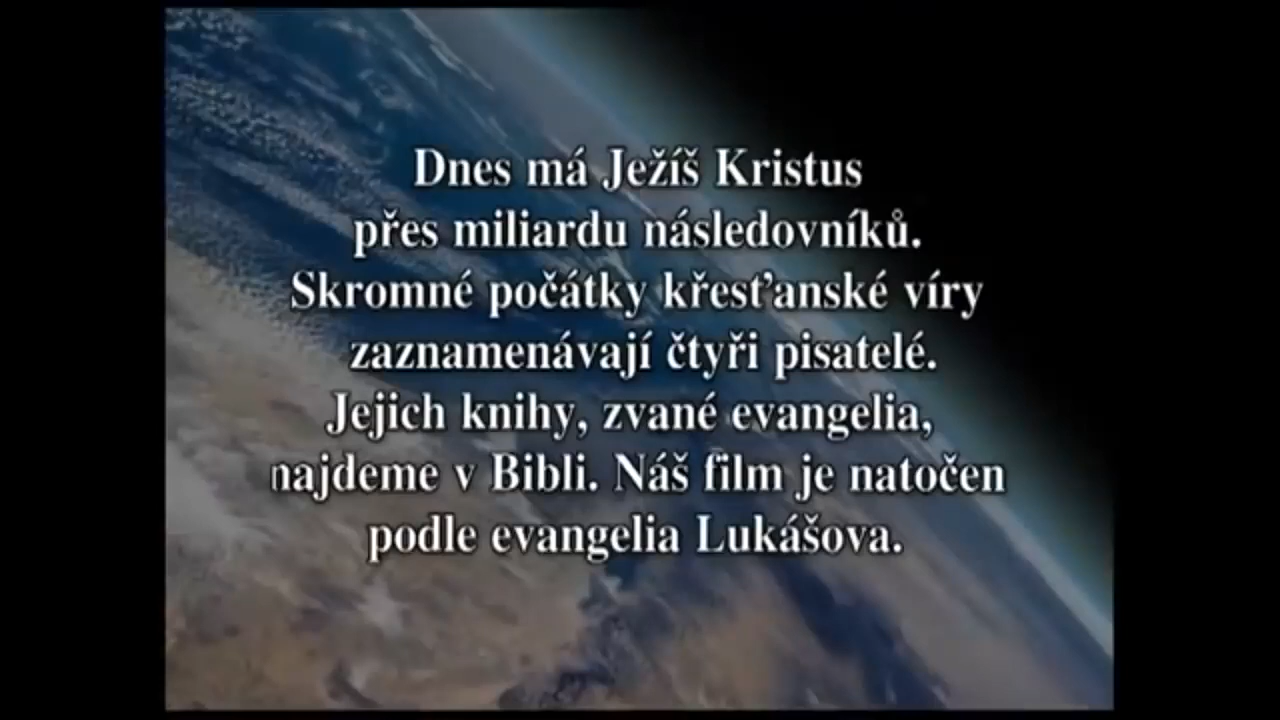 Dnes má Ježíš Kristus
přes miliardu následovníků.
Skromné počátky křesťanské víry
zaznamenávají čtyři pisatelé.
Jejich knihy, zvané evangelia,
najdeme v Bibli. Náš film je natočen
podle evangelia Lukášova.